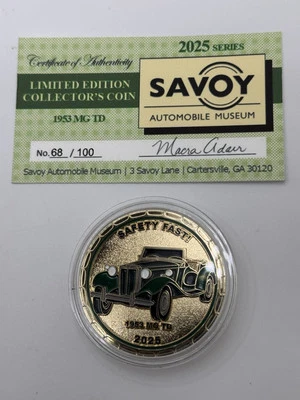 Certificate of Authenticity
2025 SERIES
LIMITED EDITION
COLLECTOR'S COIN
1953 MG TD
SAVOY
AUTOMOBILE MUSEUM
No. 68 / 100
Macra Adair
Savoy Automobile Museum | 3 Savoy Lane | Cartersville, GA 30120
SAFETY FAST!
1953 MG TD
2025